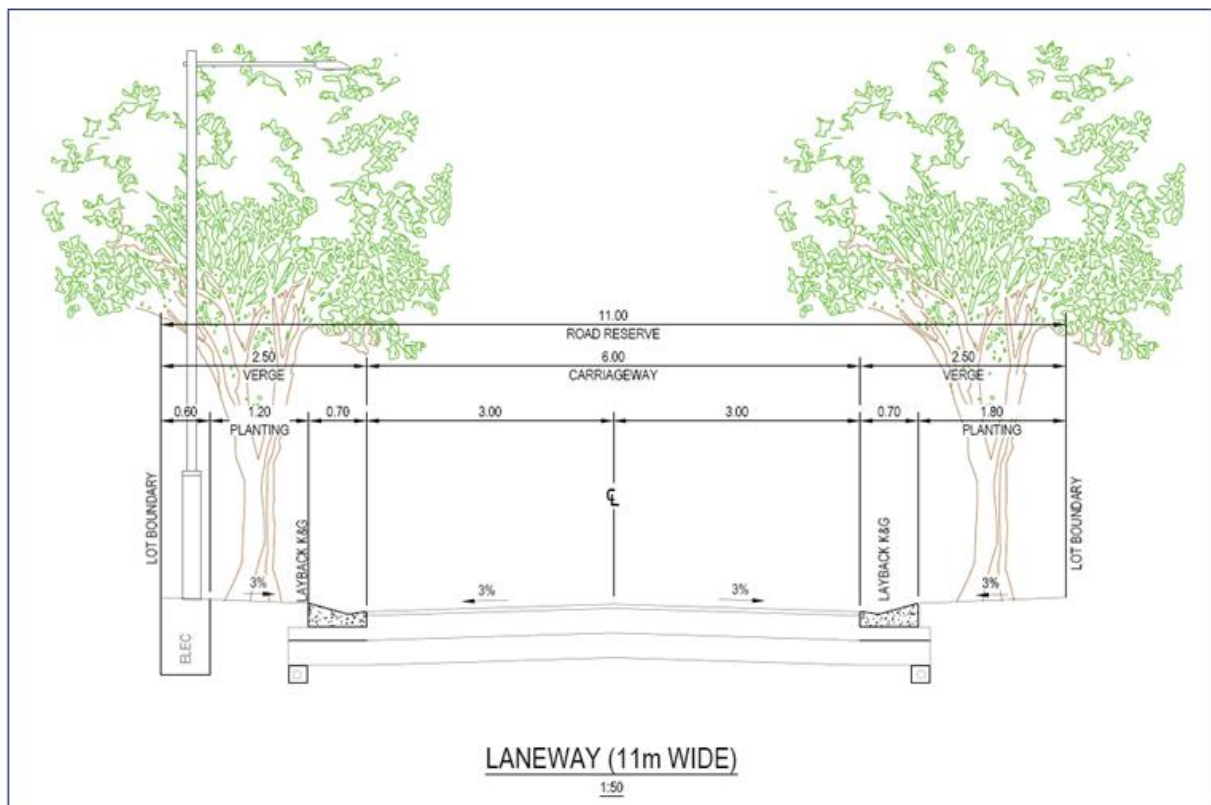 11.00
ROAD RESERVE
2.50
VERGE
6.00
CARRIAGEWAY
2.50
VERGE
0.60
1.20
PLANTING
0.70
3.00
3.00
0.70
1.80
PLANTING
LOT BOUNDARY
LAYBACK K&G
℄
LAYBACK K&G
LOT BOUNDARY
3%
3%
3%
3%
ELEC
LANEWAY (11m WIDE)
1:50